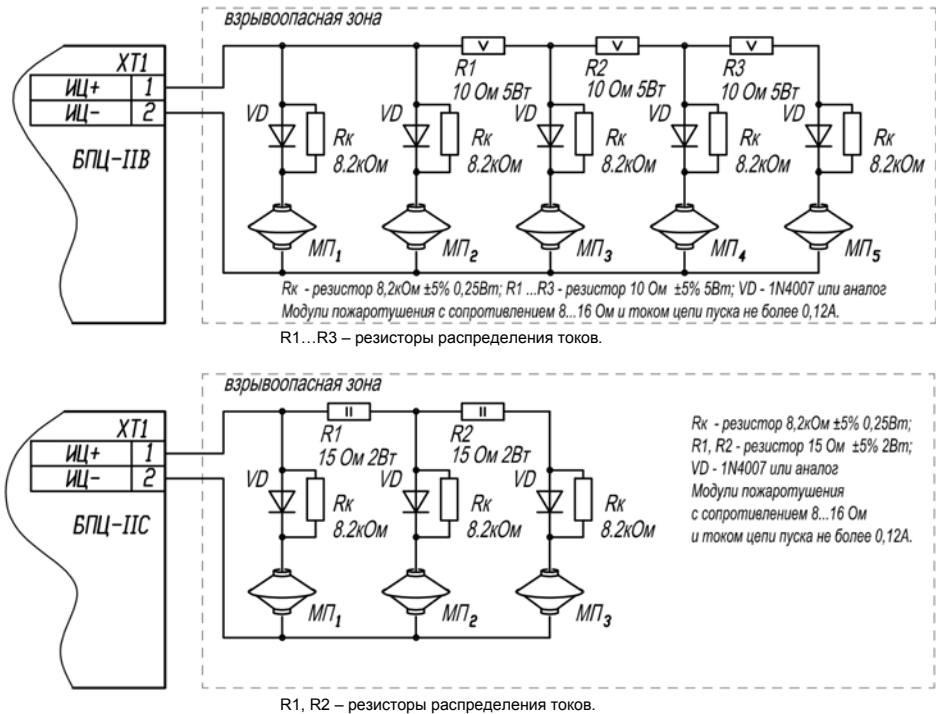 взрывоопасная зона
ХТ1
ИЦ+ 1
ИЦ- 2
БПЦ-IIВ
R1 R2 R3
10 Ом 5Вт 10 Ом 5Вт 10 Ом 5Вт
VD VD VD VD VD
Rк Rк Rк Rк Rк
8.2кОм 8.2кОм 8.2кОм 8.2кОм 8.2кОм
МП1 МП2 МП3 МП4 МП5
Rк - резистор 8,2кОм ±5% 0,25Вт; R1 ...R3 - резистор 10 Ом ±5% 5Вт; VD - 1N4007 или аналог
Модули пожаротушения с сопротивлением 8...16 Ом и током цепи пуска не более 0,12А.
R1…R3 – резисторы распределения токов.
взрывоопасная зона
ХТ1
ИЦ+ 1
ИЦ- 2
БПЦ-IIС
R1 R2
15 Ом 2Вт 15 Ом 2Вт
VD VD VD
Rк Rк Rк
8.2кОм 8.2кОм 8.2кОм
МП1 МП2 МП3
Rк - резистор 8,2кОм ±5% 0,25Вт;
R1, R2 - резистор 15 Ом ±5% 2Вт;
VD - 1N4007 или аналог
Модули пожаротушения
с сопротивлением 8...16 Ом
и током цепи пуска не более 0,12А.
R1, R2 – резисторы распределения токов.